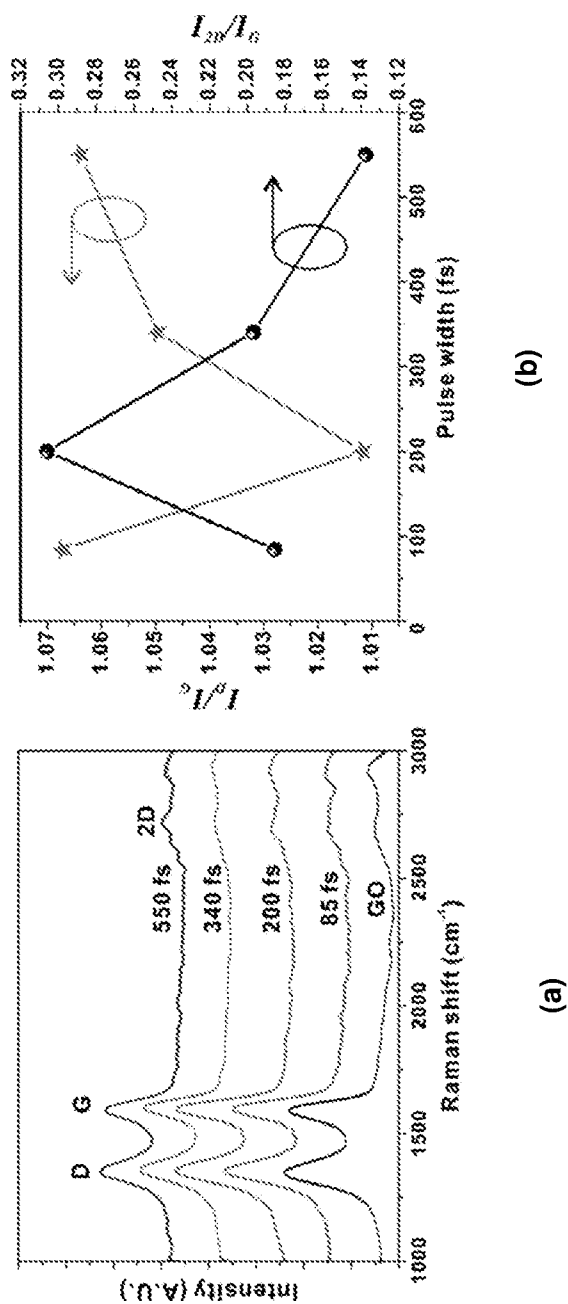 Intensity (A.U.)
D
G
2D
550 fs
340 fs
200 fs
85 fs
GO
1000
1500
2000
2500
3000
Raman shift (cm⁻¹)
(a)
I_D/I_G
1.07
1.06
1.05
1.04
1.03
1.02
1.01
0
100
200
300
400
500
600
Pulse width (fs)
0.32
0.30
0.28
0.26
0.24
0.22
0.20
0.18
0.16
0.14
0.12
I_2D/I_G
(b)